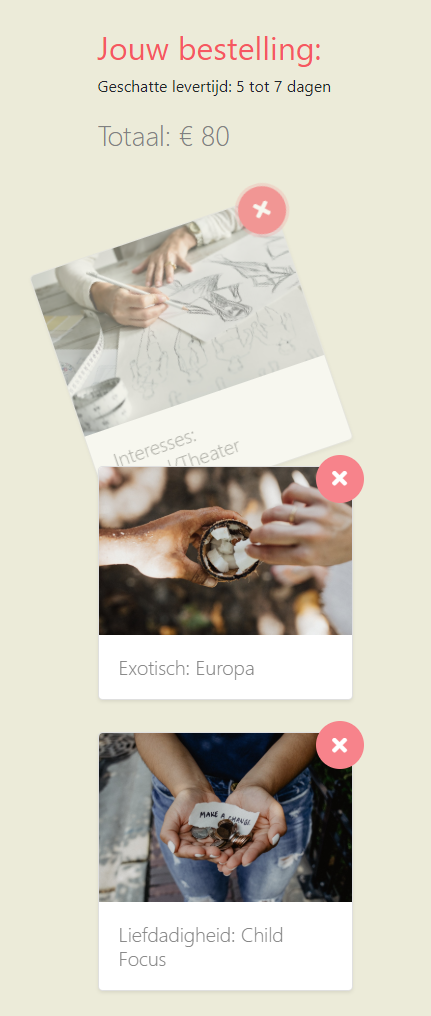 Jouw bestelling:
Geschatte levertijd: 5 tot 7 dagen
Totaal: € 80
Interesses:
/Theater
Exotisch: Europa
MAKE A CHANGE
Liefdadigheid: Child
Focus